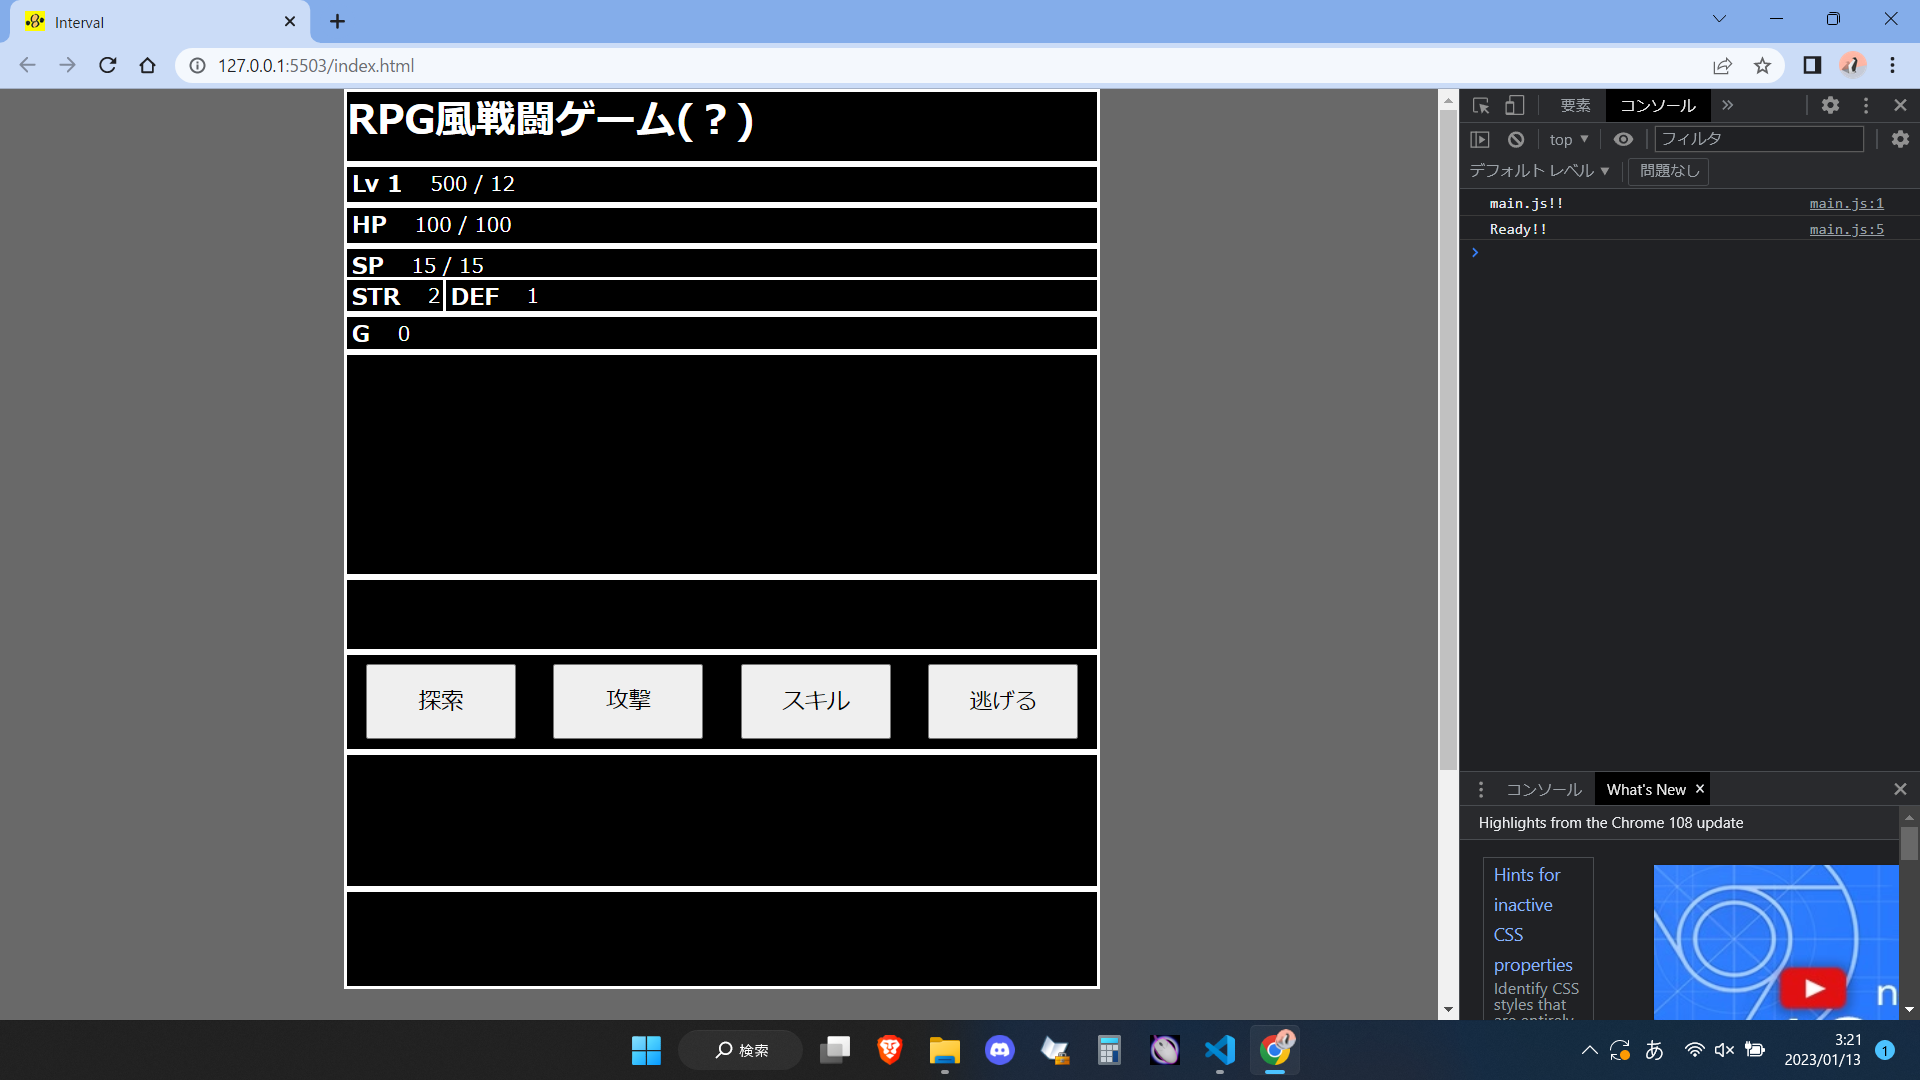 Interval
127.0.0.1:5503/index.html
RPG風戦闘ゲーム(？)
Lv 1 500 / 12
HP 100 / 100
SP 15 / 15
STR 2 DEF 1
G 0
探索 攻撃 スキル 逃げる
要素 コンソール
top フィルタ
デフォルト レベル 問題なし
main.js!! main.js:1
Ready!! main.js:5
コンソール What's New
Highlights from the Chrome 108 update
Hints for
inactive
CSS
properties
Identify CSS
styles that
are entirely
n
検索
あ
3:21
2023/01/13
1